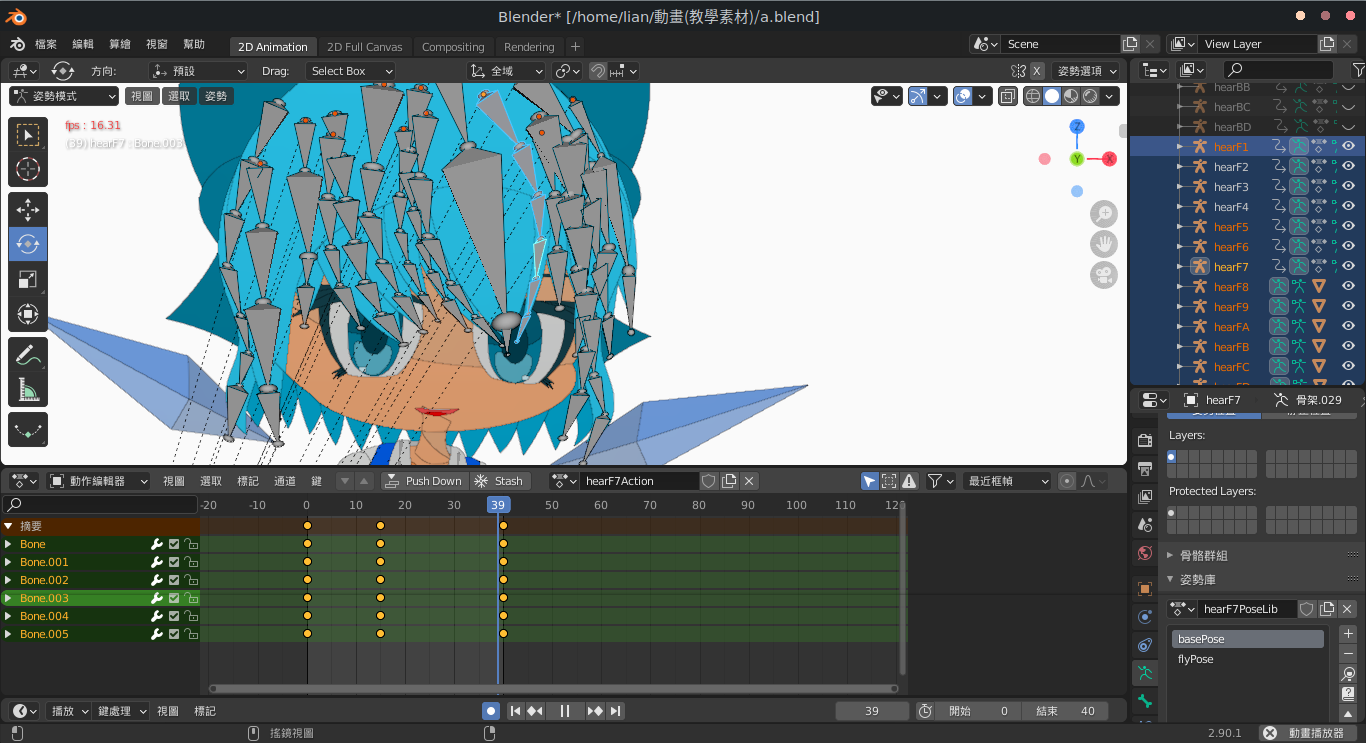 Blender* [/home/lian/動畫(教學素材)/a.blend]
檔案 編輯 算繪 視窗 幫助 2D Animation 2D Full Canvas Compositing Rendering + Scene View Layer
方向: 預設 Drag: Select Box 全域 X 姿勢選項
姿勢模式 視圖 選取 姿勢
fps : 16.31
(39) hearF7 : Bone.003
Z
Y X
hearBB
hearBC
hearBD
hearF1
hearF2
hearF3
hearF4
hearF5
hearF6
hearF7
hearF8
hearF9
hearFA
hearFB
hearFC
hearF7 骨架.029
Layers:
Protected Layers:
骨骼群組
姿勢庫
hearF7PoseLib
basePose
flyPose
動作編輯器 視圖 選取 標記 通道 鍵 Push Down Stash hearF7Action 最近框幀
-20 -10 0 10 20 30 39 50 60 70 80 90 100 110 120
摘要
Bone
Bone.001
Bone.002
Bone.003
Bone.004
Bone.005
播放 鍵處理 視圖 標記 39 開始 0 結束 40
搖鏡視圖 2.90.1 動畫播放器